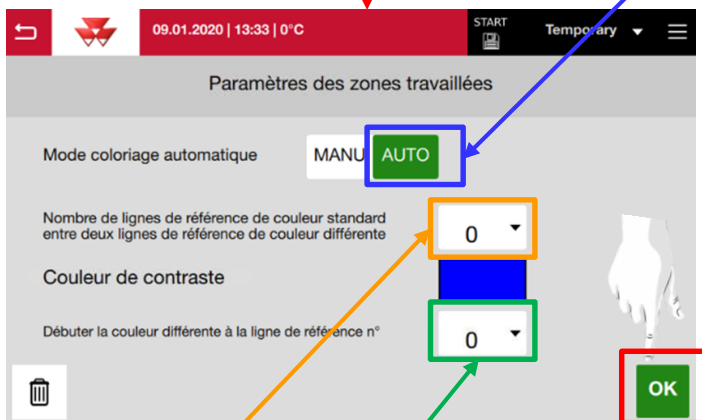 09.01.2020 | 13:33 | 0°C
START
Temporary
Paramètres des zones travaillées
Mode coloriage automatique
MANU
AUTO
Nombre de lignes de référence de couleur standard
entre deux lignes de référence de couleur différente
0
Couleur de contraste
Débuter la couleur différente à la ligne de référence n°
0
OK